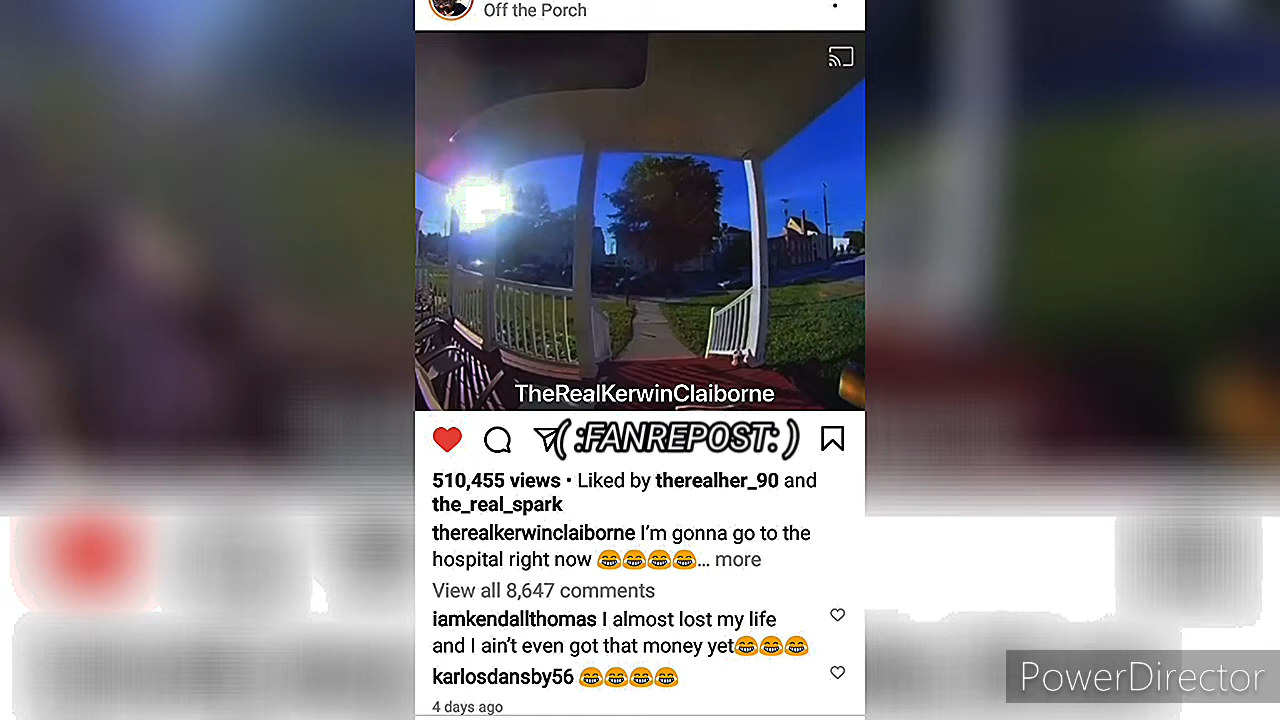 Off the Porch
TheRealKerwinClaiborne
( :FANREPOST: )
510,455 views • Liked by therealher_90 and
the_real_spark
therealkerwinclaiborne I’m gonna go to the
hospital right now 😂😂😂😂... more
View all 8,647 comments
iamkendallthomas I almost lost my life
and I ain’t even got that money yet😂😂😂
karlosdansby56 😂😂😂😂
4 days ago
PowerDirector